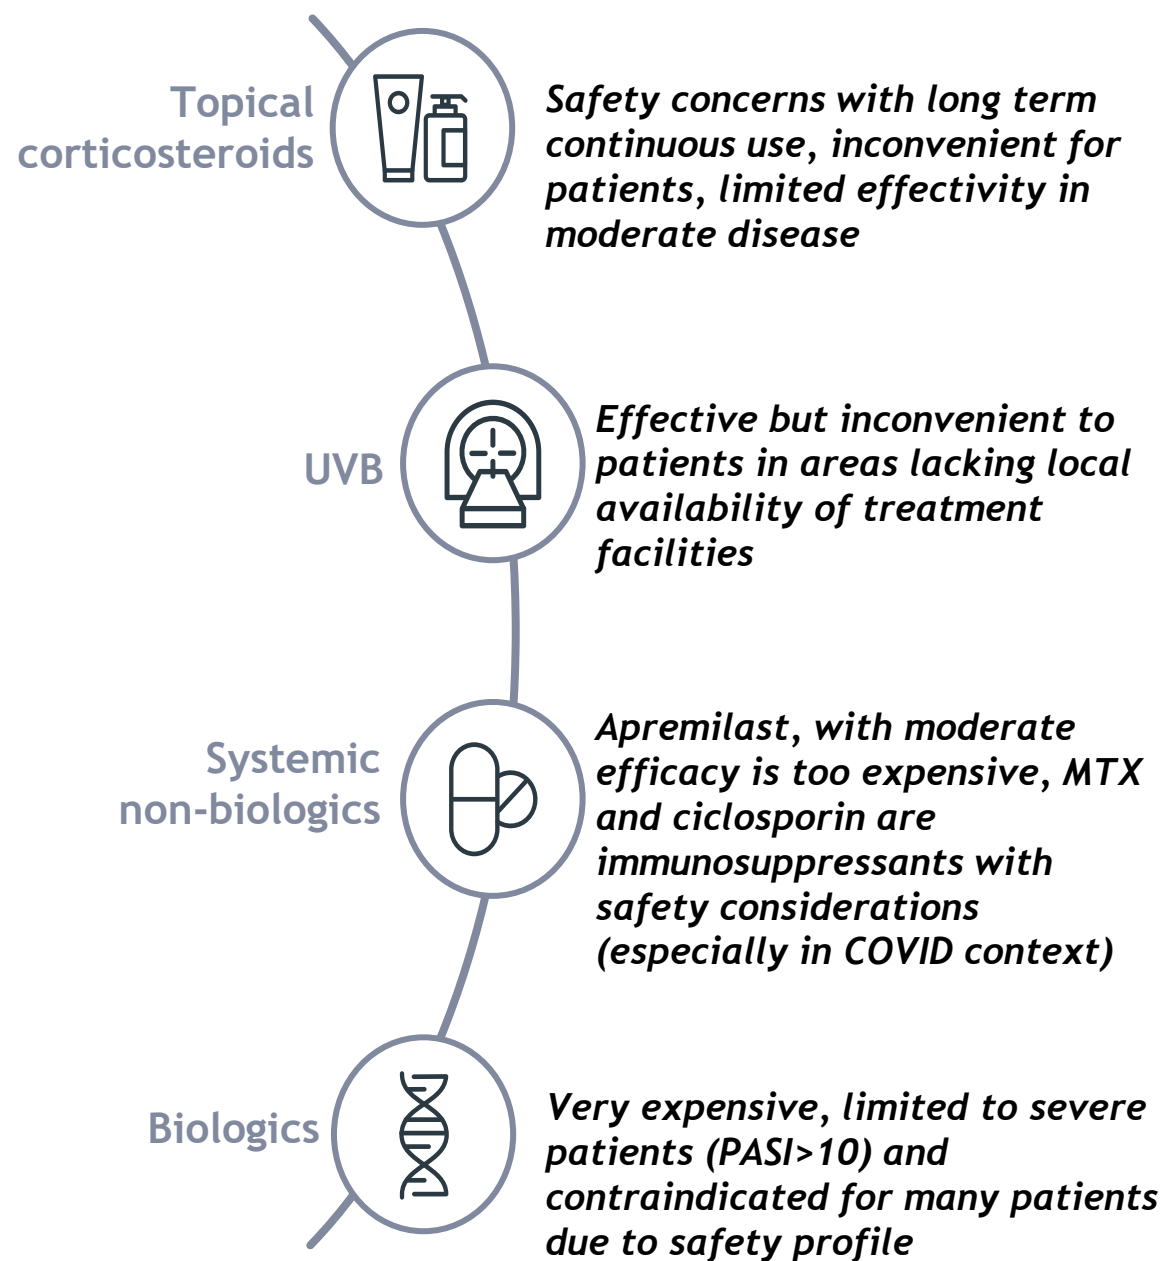 Topical
corticosteroids
Safety concerns with long term
continuous use, inconvenient for
patients, limited effectivity in
moderate disease
UVB
Effective but inconvenient to
patients in areas lacking local
availability of treatment
facilities
Systemic
non-biologics
Apremilast, with moderate
efficacy is too expensive, MTX
and ciclosporin are
immunosuppressants with
safety considerations
(especially in COVID context)
Biologics
Very expensive, limited to severe
patients (PASI>10) and
contraindicated for many patients
due to safety profile